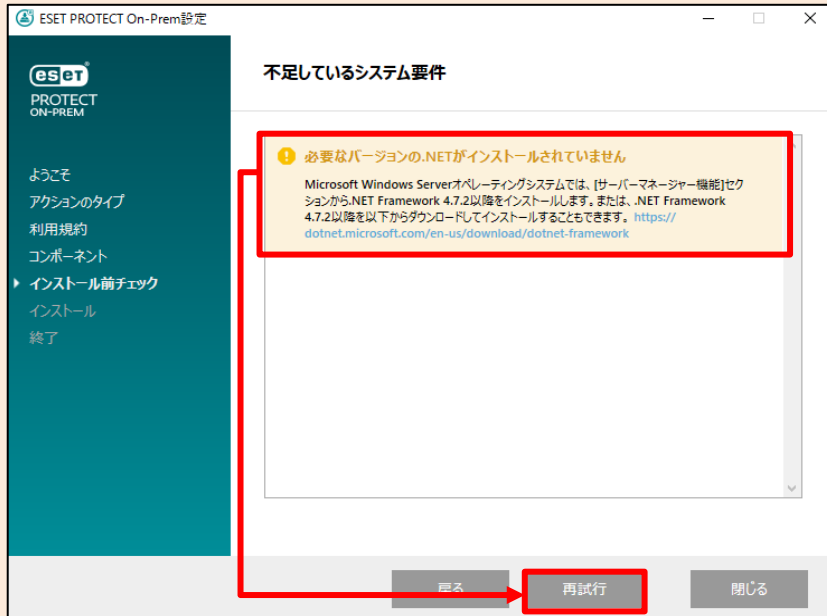 ESET PROTECT On-Prem設定
eset
PROTECT
ON-PREM
ようこそ
アクションのタイプ
利用規約
コンポーネント
インストール前チェック
インストール
終了
不足しているシステム要件
必要なバージョンの.NETがインストールされていません
Microsoft Windows Serverオペレーティングシステムでは、[サーバーマネージャー機能]セク
ションから.NET Framework 4.7.2以降をインストールします。または、.NET Framework
4.7.2以降を以下からダウンロードしてインストールすることもできます。 https://
dotnet.microsoft.com/en-us/download/dotnet-framework
戻る
再試行
閉じる